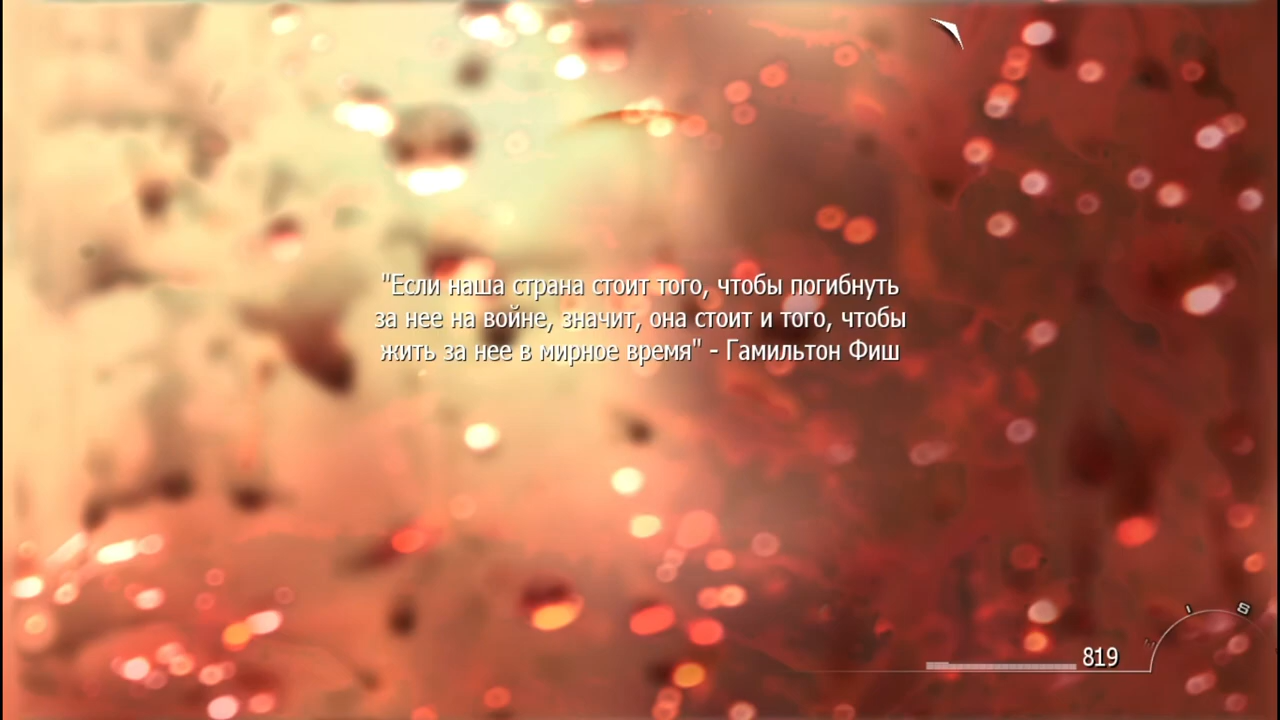 "Если наша страна стоит того, чтобы погибнуть
за нее на войне, значит, она стоит и того, чтобы
жить за нее в мирное время" - Гамильтон Фиш
819